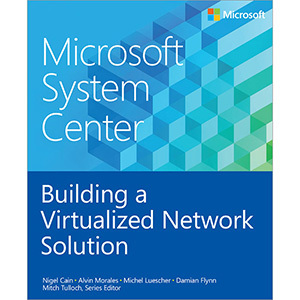 Microsoft
Microsoft
System
Center
Building a
Virtualized Network
Solution
Nigel Cain • Alvin Morales • Michel Luescher • Damian Flynn
Mitch Tulloch, Series Editor